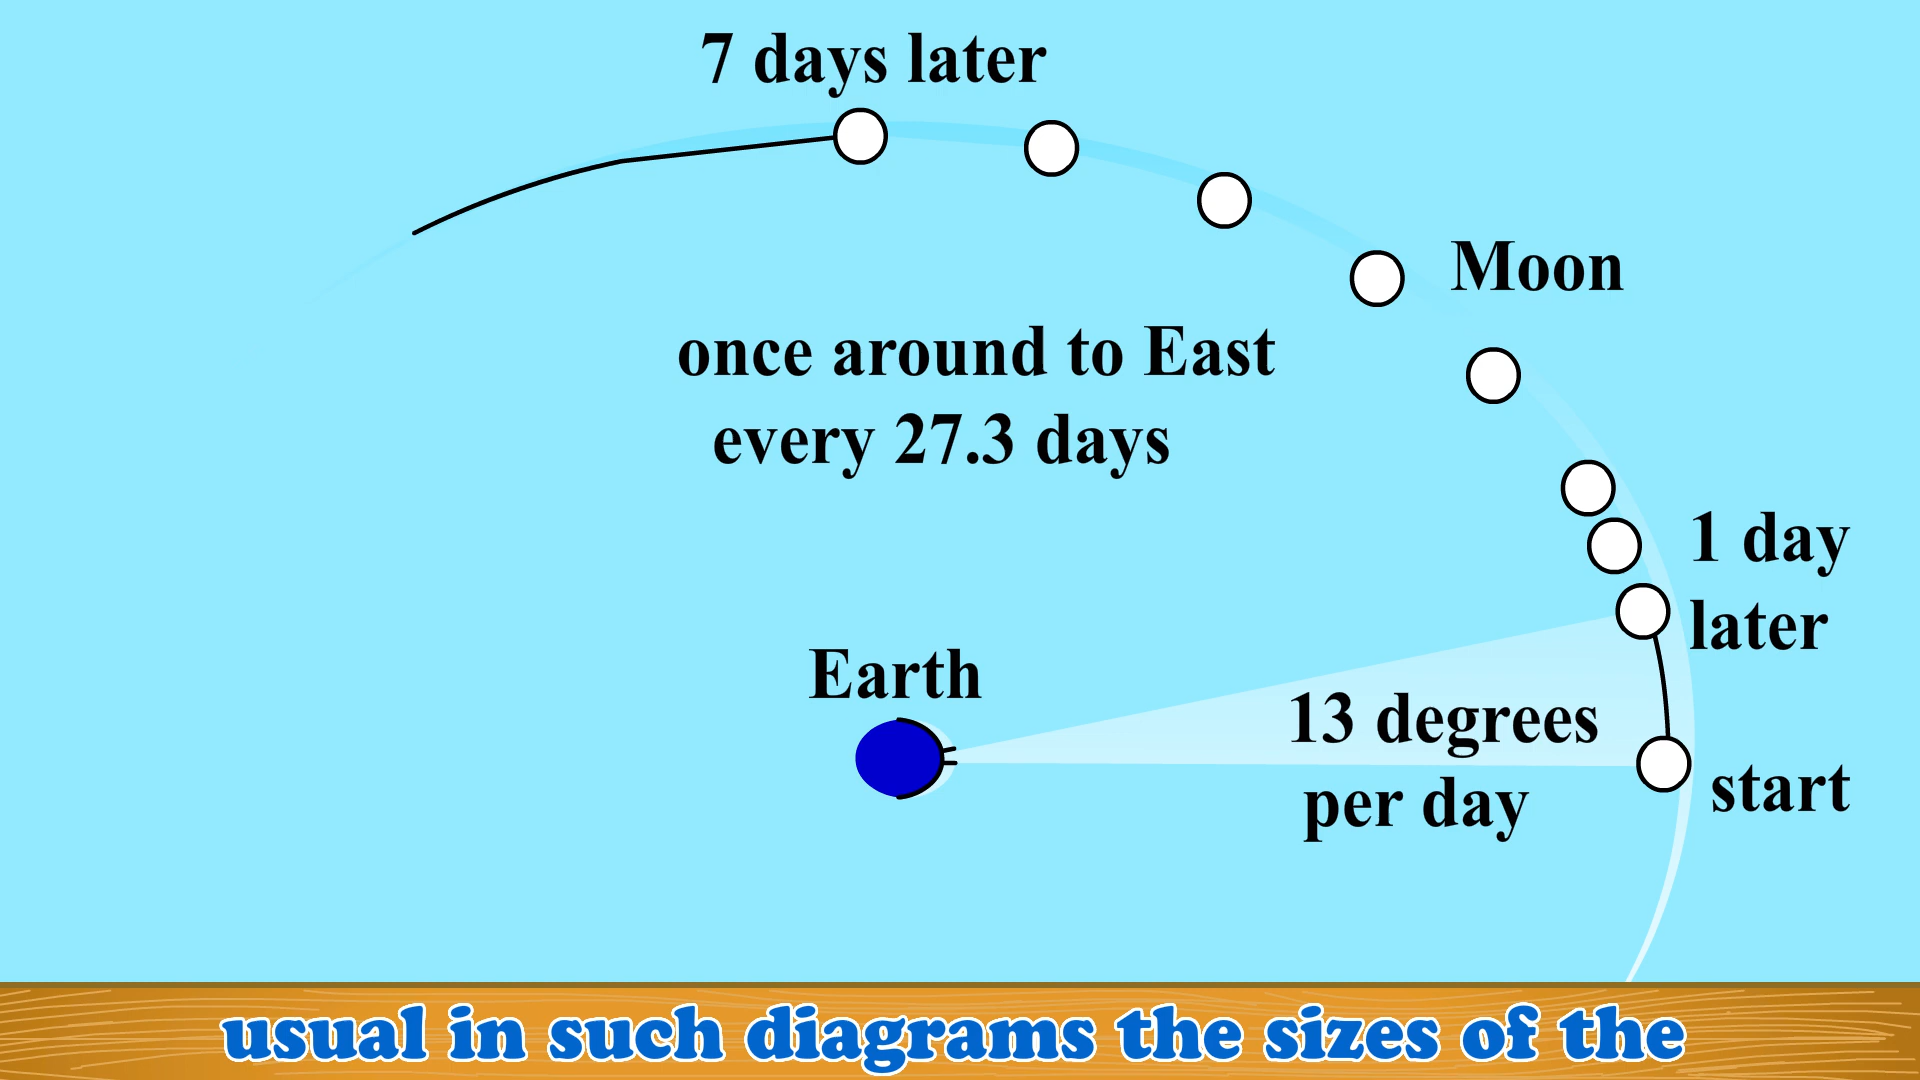 7 days later
Moon
once around to East
every 27.3 days
1 day
later
Earth
13 degrees
per day
start
usual in such diagrams the sizes of the